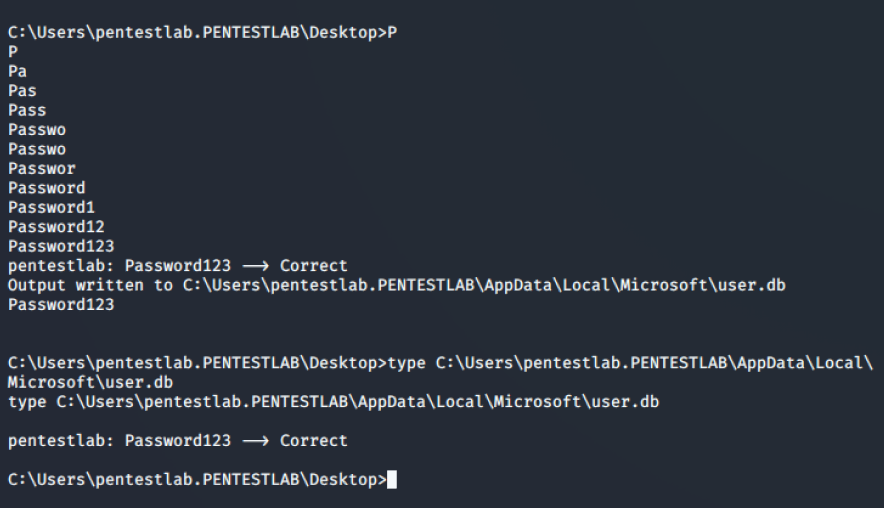 C:\Users\pentestlab.PENTESTLAB\Desktop>P
P
Pa
Pas
Pass
Passwo
Passwo
Passwor
Password
Password1
Password12
Password123
pentestlab: Password123 ⟶ Correct
Output written to C:\Users\pentestlab.PENTESTLAB\AppData\Local\Microsoft\user.db
Password123
C:\Users\pentestlab.PENTESTLAB\Desktop>type C:\Users\pentestlab.PENTESTLAB\AppData\Local\
Microsoft\user.db
type C:\Users\pentestlab.PENTESTLAB\AppData\Local\Microsoft\user.db
pentestlab: Password123 ⟶ Correct
C:\Users\pentestlab.PENTESTLAB\Desktop>